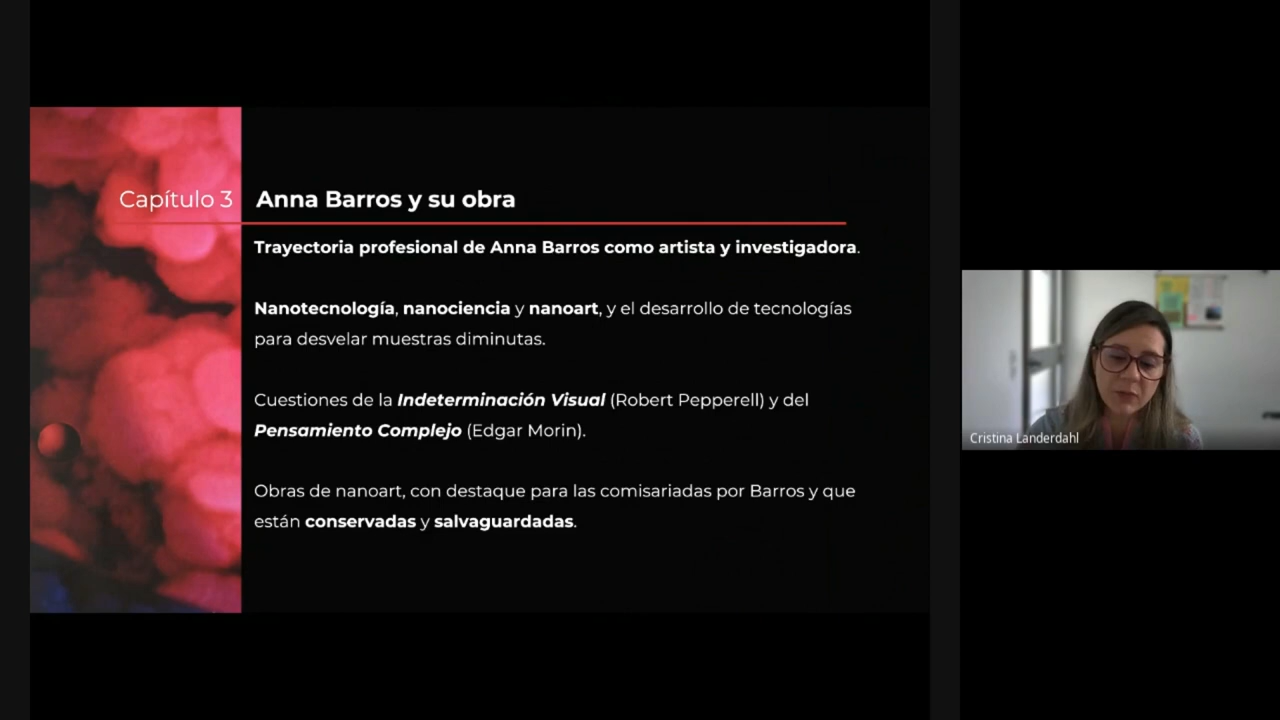 Capítulo 3 Anna Barros y su obra
Trayectoria profesional de Anna Barros como artista y investigadora.
Nanotecnología, nanociencia y nanoart, y el desarrollo de tecnologías
para desvelar muestras diminutas.
Cuestiones de la Indeterminación Visual (Robert Pepperell) y del
Pensamiento Complejo (Edgar Morin).
Obras de nanoart, con destaque para las comisariadas por Barros y que
están conservadas y salvaguardadas.
Cristina Landerdahl